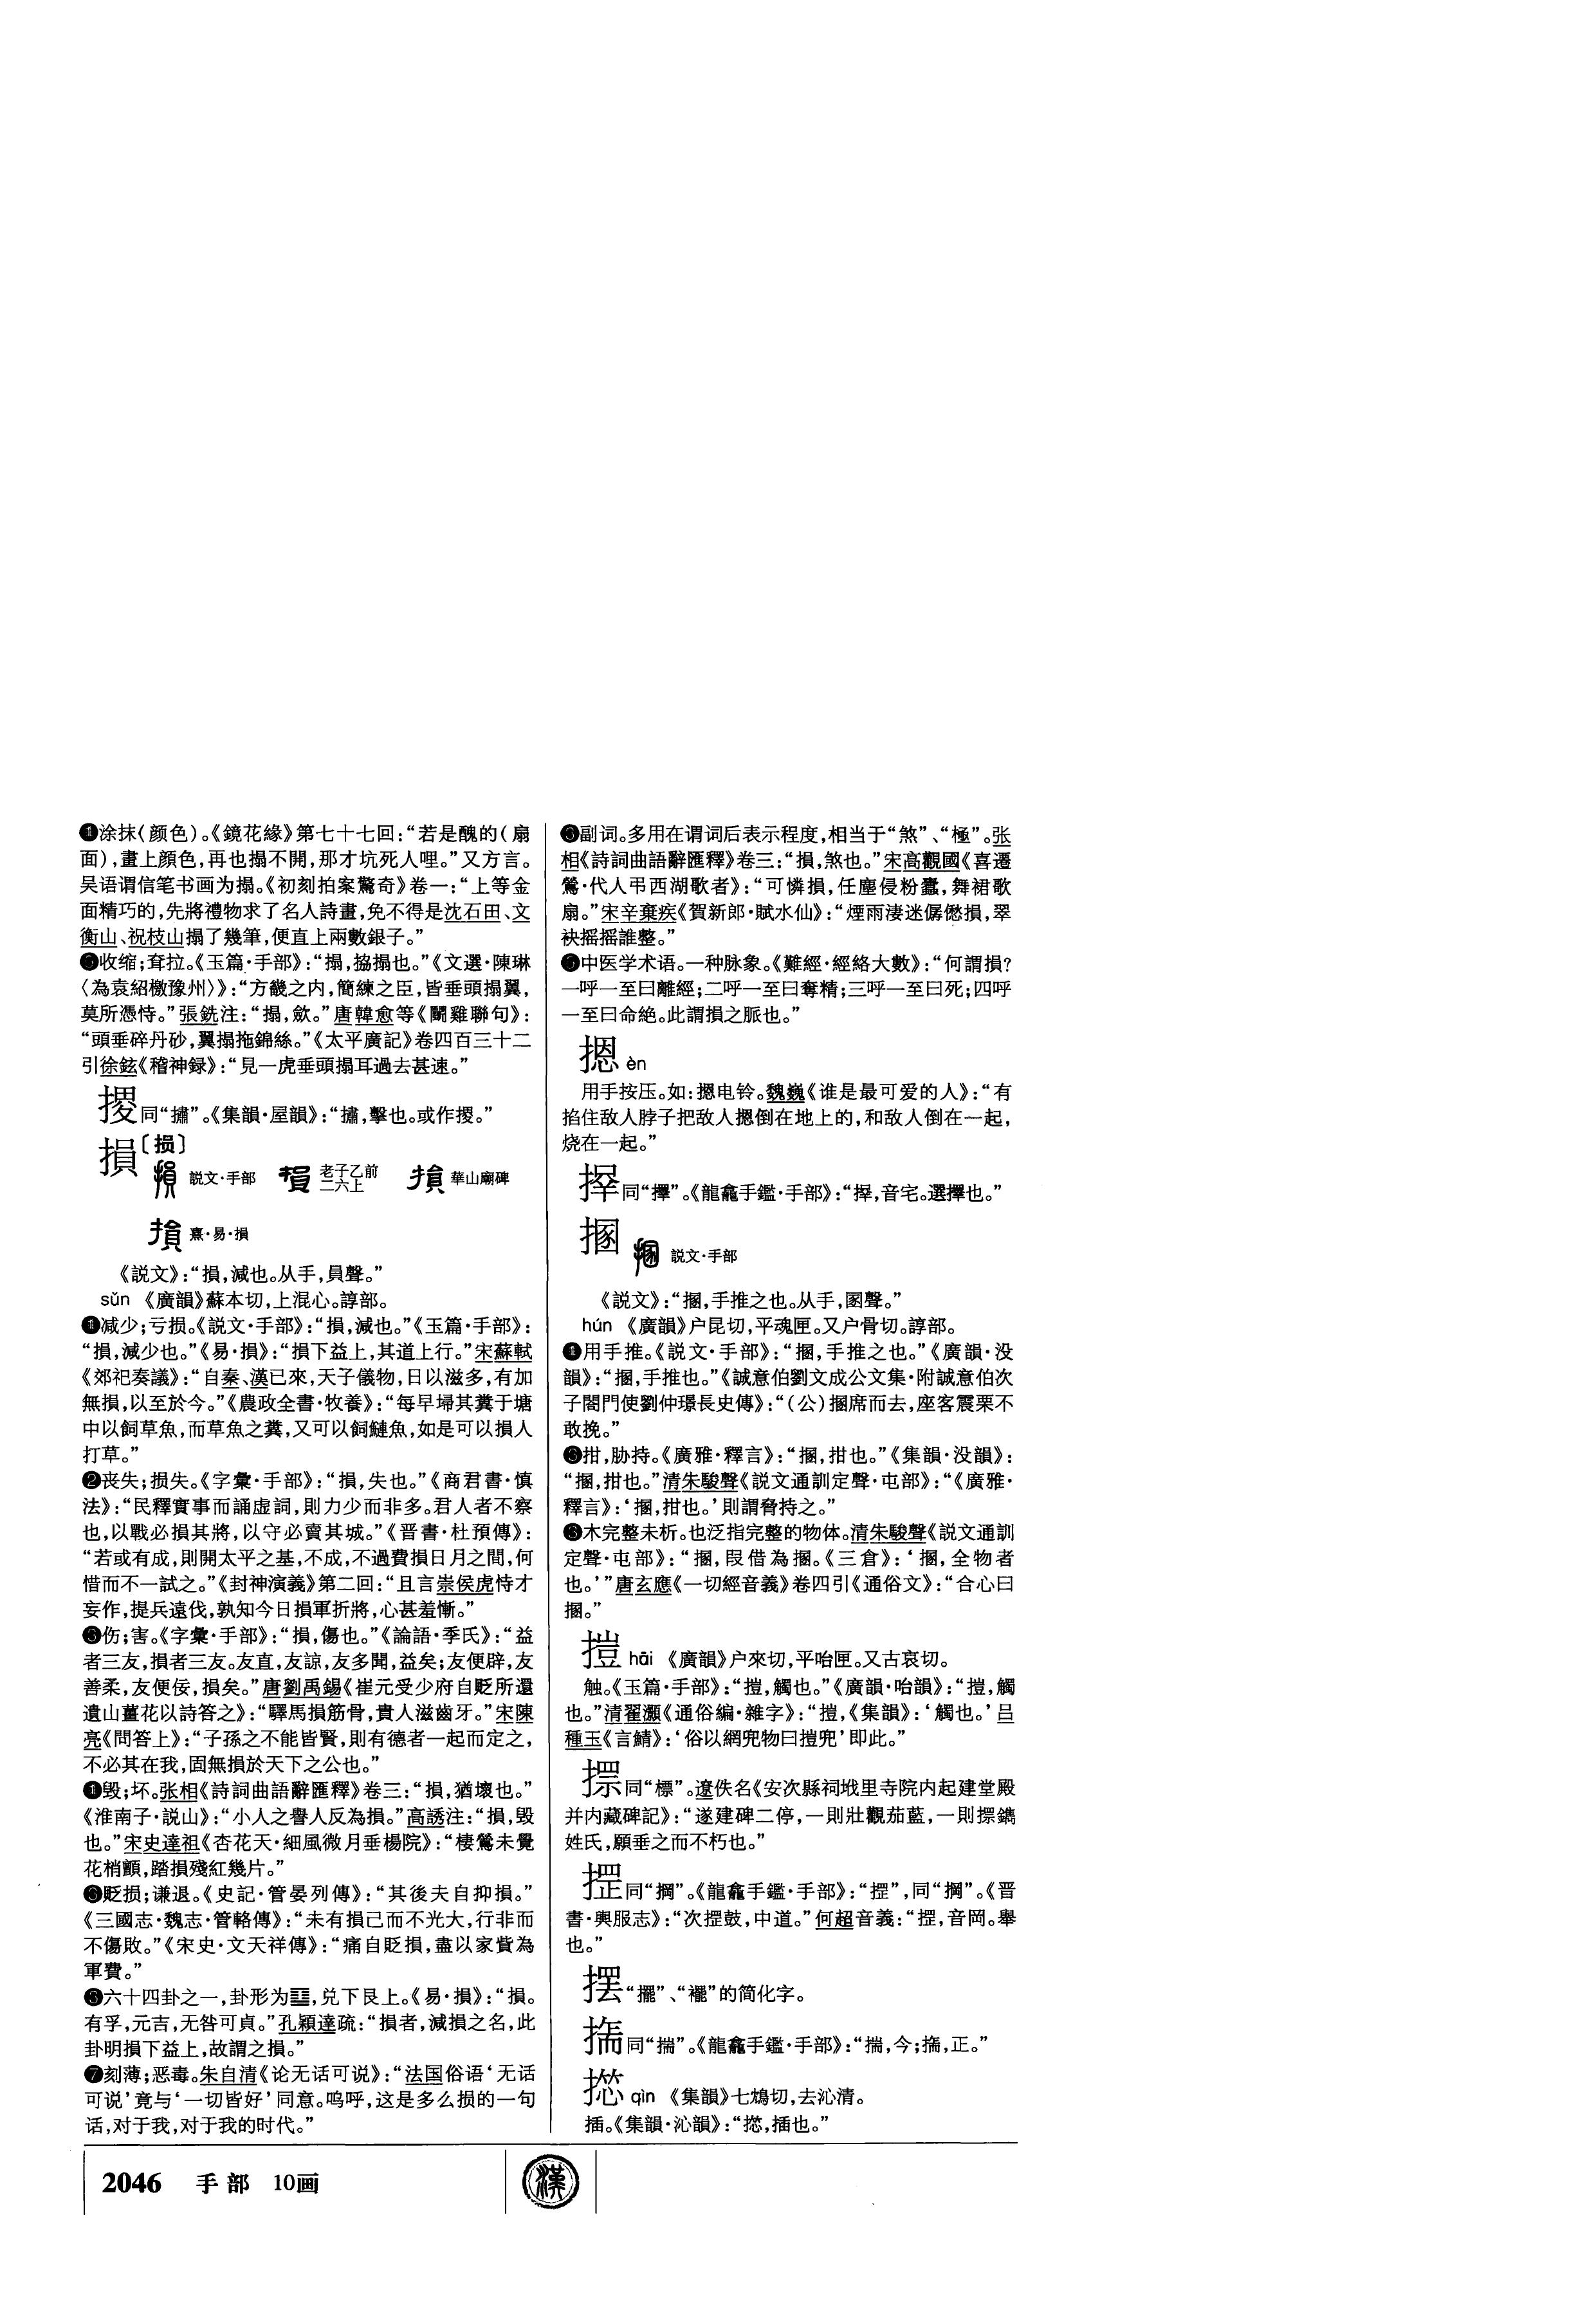 ❹涂抹(颜色)。《鏡花緣》第七十七回:“若是醜的(扇
面),畫上顔色,再也搨不開,那才坑死人哩。”又方言。
吴语谓信笔书画为搨。《初刻拍案驚奇》卷一:“上等金
面精巧的,先將禮物求了名人詩畫,免不得是沈石田、文
衡山、祝枝山搨了幾筆,便直上兩數銀子。”
❺收缩;耷拉。《玉篇·手部》:“搨,拹搨也。”《文選·陳琳
〈為袁紹檄豫州〉》:“方畿之内,簡練之臣,皆垂頭搨翼,
莫所憑恃。”張銑注:“搨,斂。”唐韓愈等《鬭雞聯句》:
“頭垂碎丹砂,翼搨拖錦絲。”《太平廣記》卷四百三十二
引徐鉉《稽神録》:“見一虎垂頭搨耳過去甚速。”
㨞同“摍”。《集韻·屋韻》:“摍,擊也。或作㨞。”
損〔损〕
説文·手部 老子乙前二六上 華山廟碑
熹·易·損
《説文》:“損,減也。从手,員聲。”
sǔn 《廣韻》蘇本切,上混心。諄部。
❶减少;亏损。《説文·手部》:“損,減也。”《玉篇·手部》:
“損,減少也。”《易·損》:“損下益上,其道上行。”宋蘇軾
《郊祀奏議》:“自秦、漢已來,天子儀物,日以滋多,有加
無損,以至於今。”《農政全書·牧養》:“每早埽其糞于塘
中以飼草魚,而草魚之糞,又可以飼鰱魚,如是可以損人
打草。”
❷丧失;损失。《字彙·手部》:“損,失也。”《商君書·慎
法》:“民釋實事而誦虚詞,則力少而非多。君人者不察
也,以戰必損其將,以守必賣其城。”《晋書·杜預傳》:
“若或有成,則開太平之基,不成,不過費損日月之間,何
惜而不一試之。”《封神演義》第二回:“且言崇侯虎恃才
妄作,提兵遠伐,孰知今日損軍折將,心甚羞慚。”
❸伤;害。《字彙·手部》:“損,傷也。”《論語·季氏》:“益
者三友,損者三友。友直,友諒,友多聞,益矣;友便辟,友
善柔,友便佞,損矣。”唐劉禹錫《崔元受少府自貶所還
遺山薑花以詩答之》:“驛馬損筋骨,貴人滋齒牙。”宋陳
亮《問答上》:“子孫之不能皆賢,則有德者一起而定之,
不必其在我,固無損於天下之公也。”
❹毁;坏。张相《詩詞曲語辭匯釋》卷三:“損,猶壞也。”
《淮南子·説山》:“小人之譽人反為損。”高誘注:“損,毁
也。”宋史達祖《杏花天·細風微月垂楊院》:“棲鶯未覺
花梢顫,踏損殘紅幾片。”
❺贬损;谦退。《史記·管晏列傳》:“其後夫自抑損。”
《三國志·魏志·管輅傳》:“未有損已而不光大,行非而
不傷敗。”《宋史·文天祥傳》:“痛自貶損,盡以家貲為
軍費。”
❻六十四卦之一,卦形为䷨,兑下艮上。《易·損》:“損。
有孚,元吉,无咎可貞。”孔穎達疏:“損者,減損之名,此
卦明損下益上,故謂之損。”
❼刻薄;恶毒。朱自清《论无话可说》:“法国俗语‘无话
可说’竟与‘一切皆好’同意。呜呼,这是多么损的一句
话,对于我,对于我的时代。”
❽副词。多用在谓词后表示程度,相当于“煞”、“極”。张
相《詩詞曲語辭匯釋》卷三:“損,煞也。”宋高觀國《喜遷
鶯·代人弔西湖歌者》:“可憐損,任塵侵粉蠹,舞裙歌
扇。”宋辛棄疾《賀新郎·賦水仙》:“煙雨淒迷僝僽損,翠
袂摇摇誰整。”
❾中医学术语。一种脉象。《難經·經絡大數》:“何謂損?
一呼一至曰離經;二呼一至曰奪精;三呼一至曰死;四呼
一至曰命絶。此謂損之脈也。”
摁 èn
用手按压。如:摁电铃。魏巍《谁是最可爱的人》:“有
掐住敌人脖子把敌人摁倒在地上的,和敌人倒在一起,
烧在一起。”
同“擇”。《龍龕手鑑·手部》:“音宅。選擇也。”
㨡 説文·手部
《説文》:“㨡,手推之也。从手,圂聲。”
hún 《廣韻》户昆切,平魂匣。又户骨切。諄部。
❶用手推。《説文·手部》:“㨡,手推之也。”《廣韻·没
韻》:“㨡,手推也。”《誠意伯劉文成公文集·附誠意伯次
子閤門使劉仲璟長史傳》:“(公)㨡席而去,座客震栗不
敢挽。”
❷拑,胁持。《廣雅·釋言》:“㨡,拑也。”《集韻·没韻》:
“㨡,拑也。”清朱駿聲《説文通訓定聲·屯部》:“《廣雅·
釋言》:‘㨡,拑也。’則謂脅持之。”
❸木完整未析。也泛指完整的物体。清朱駿聲《説文通訓
定聲·屯部》:“㨡,叚借為梱。《三倉》:‘㨡,全物者
也。’”唐玄應《一切經音義》卷四引《通俗文》:“合心曰
㨡。”
㨟 hāi 《廣韻》户來切,平咍匣。又古哀切。
触。《玉篇·手部》:“㨟,觸也。”《廣韻·咍韻》:“㨟,觸
也。”清翟灝《通俗編·雜字》:“㨟,《集韻》:‘觸也。’吕
種玉《言鯖》:‘俗以網兜物曰㨟兜’即此。”
同“標”。遼佚名《安次縣祠垡里寺院内起建堂殿
并内藏碑記》:“遂建碑二停,一則壯觀茄藍,一則鐫
姓氏,願垂之而不朽也。”
同“掆”。《龍龕手鑑·手部》:“同“掆”。《晋
書·輿服志》:“次鼓,中道。”何超音義:“音岡。舉
也。”
摆“擺”、“襬”的简化字。
同“揣”。《龍龕手鑑·手部》:“揣,今;正。”
qìn 《集韻》七鴆切,去沁清。
插。《集韻·沁韻》:“插也。”
2046 手部 10画
漢